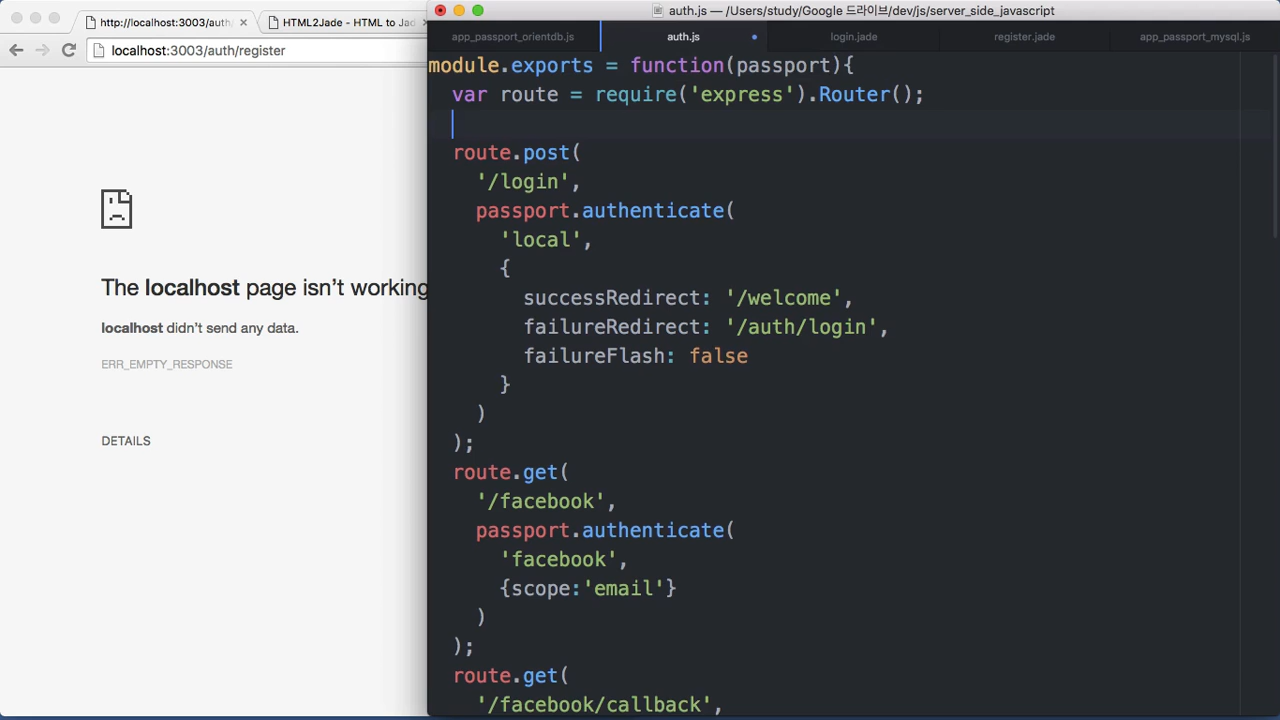 http://localhost:3003/auth
HTML2Jade - HTML to Jad
localhost:3003/auth/register
The localhost page isn't working
localhost didn't send any data.
ERR_EMPTY_RESPONSE
DETAILS
auth.js — /Users/study/Google 드라이브/dev/js/server_side_javascript
app_passport_orientdb.js
auth.js
login.jade
register.jade
app_passport_mysql.js
module.exports = function(passport){
var route = require('express').Router();
route.post(
'/login',
passport.authenticate(
'local',
{
successRedirect: '/welcome',
failureRedirect: '/auth/login',
failureFlash: false
}
)
);
route.get(
'/facebook',
passport.authenticate(
'facebook',
{scope:'email'}
)
);
route.get(
'/facebook/callback',